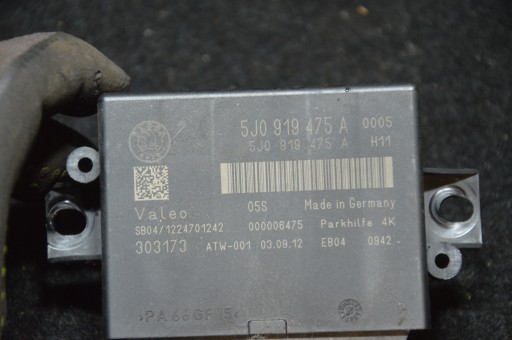 5J0 919 475 A 0005
5J0 919 475 A H11
Valeo 05S Made in Germany
SB04/1224701242 000006475 Parkhilfe 4K
303173 ATW-001 03.09.12 EB04 0942